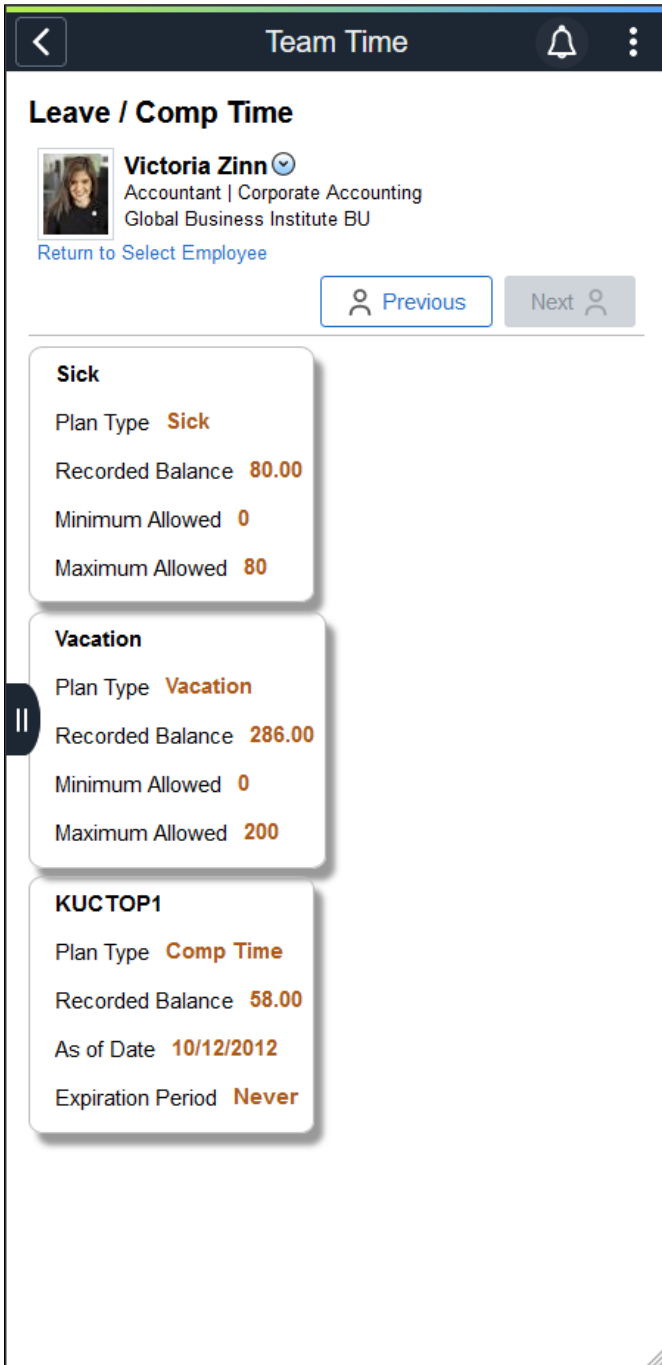 Team Time
Leave / Comp Time
Victoria Zinn
Accountant | Corporate Accounting
Global Business Institute BU
Return to Select Employee
Previous
Next
Sick
Plan Type Sick
Recorded Balance 80.00
Minimum Allowed 0
Maximum Allowed 80
Vacation
Plan Type Vacation
Recorded Balance 286.00
Minimum Allowed 0
Maximum Allowed 200
KUCTOP1
Plan Type Comp Time
Recorded Balance 58.00
As of Date 10/12/2012
Expiration Period Never